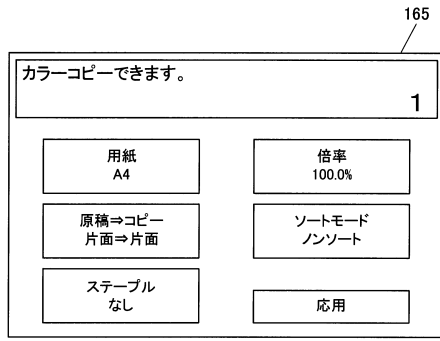 165
カラーコピーできます。
1
用紙
A4
倍率
100.0%
原稿⇒コピー
片面⇒片面
ソートモード
ノンソート
ステープル
なし
応用